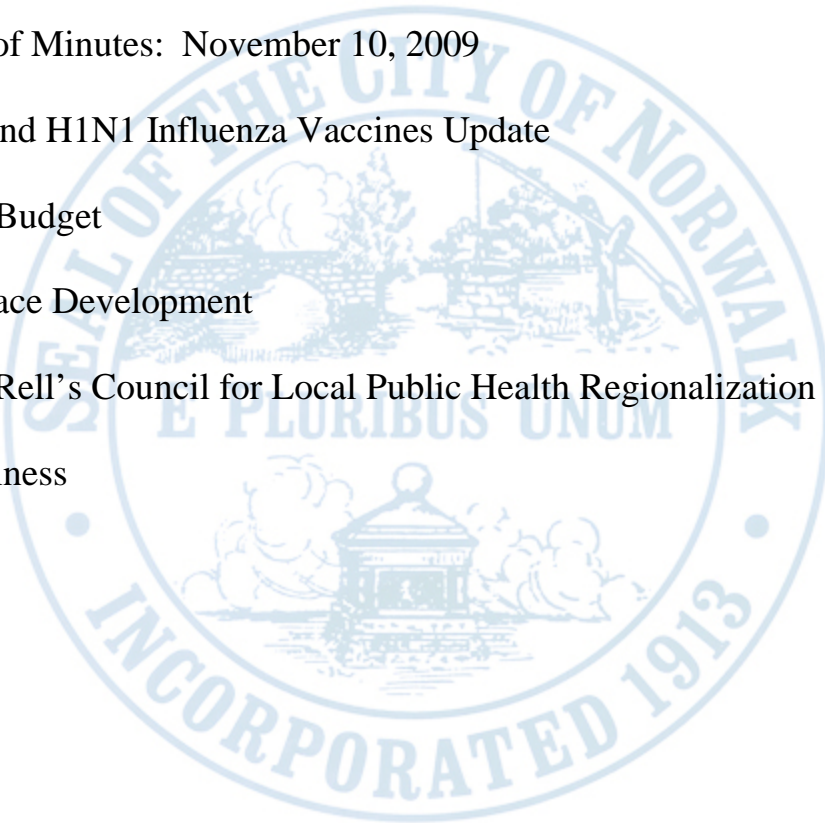 of Minutes: November 10, 2009
nd H1N1 Influenza Vaccines Update
Budget
ace Development
Rell’s Council for Local Public Health Regionalization
iness
SEAL OF THE CITY OF NORWALK
E PLURIBUS UNUM
INCORPORATED 1913